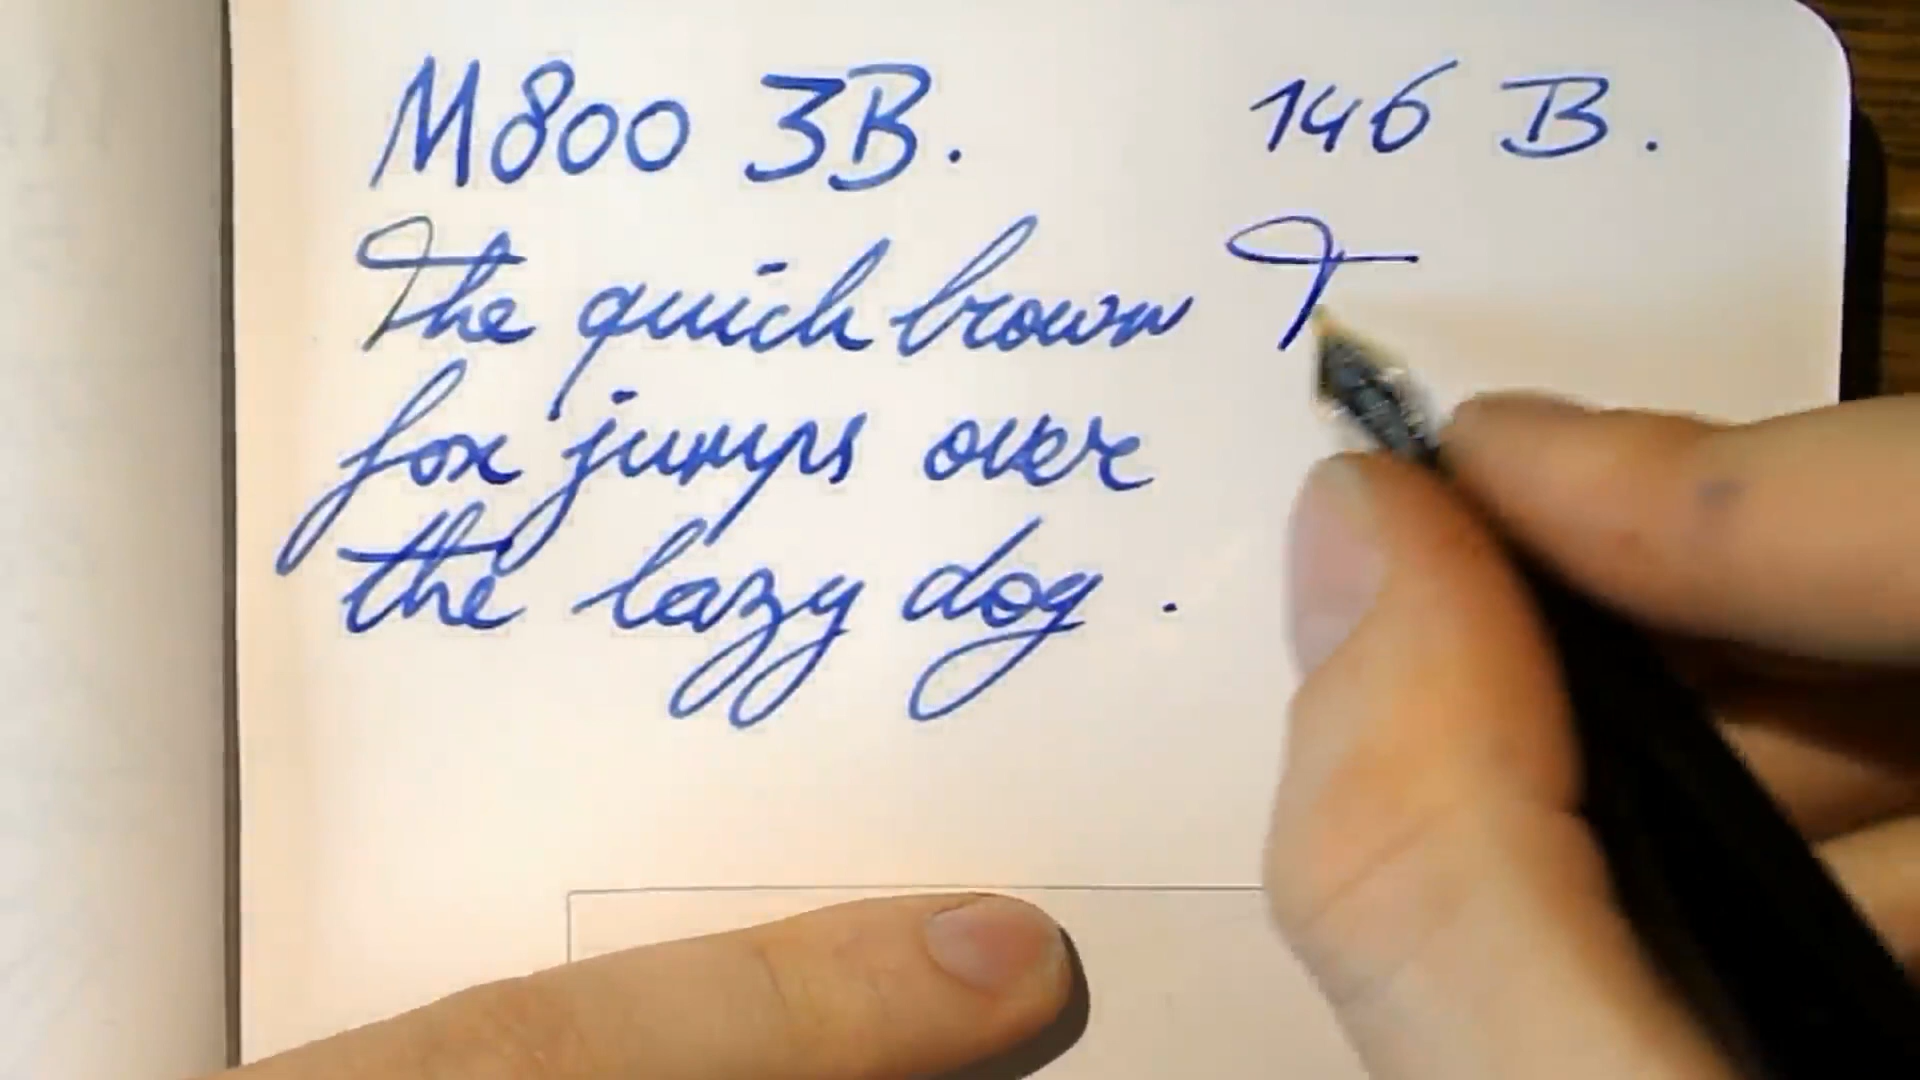 M800 3B.
146 B.
The quick brown
fox jumps over
the lazy dog.
T